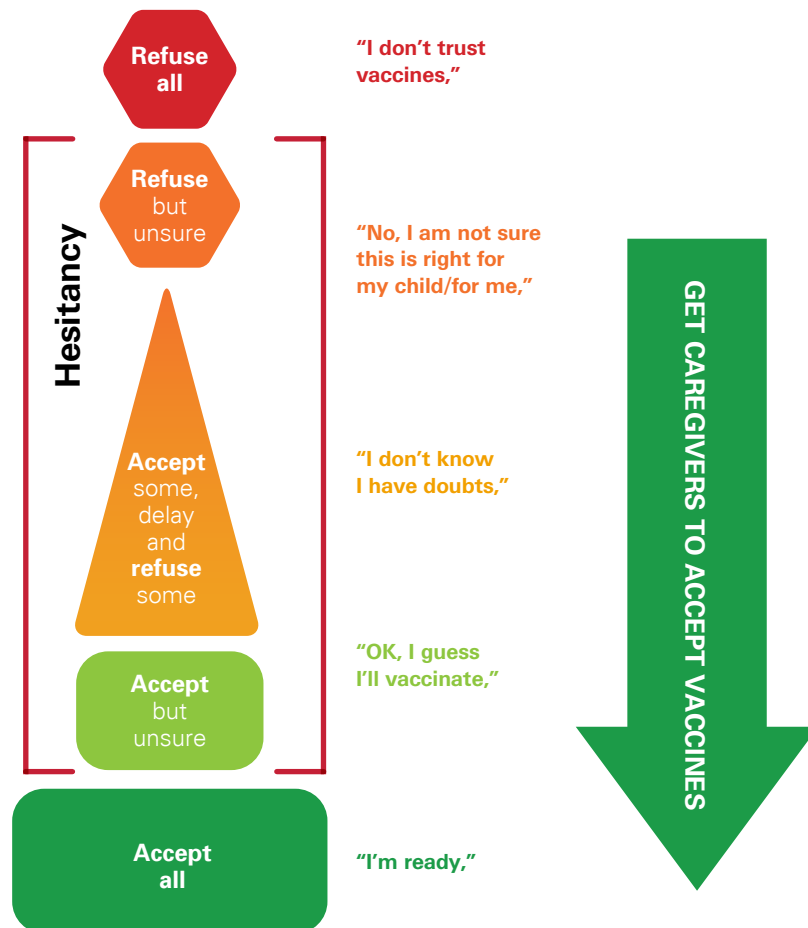 Refuse
all
“I don’t trust
vaccines,”
Hesitancy
Refuse
but
unsure
“No, I am not sure
this is right for
my child/for me,”
Accept
some,
delay
and
refuse
some
“I don’t know
I have doubts,”
Accept
but
unsure
“OK, I guess
I’ll vaccinate,”
Accept
all
“I’m ready,”
GET CAREGIVERS TO ACCEPT VACCINES